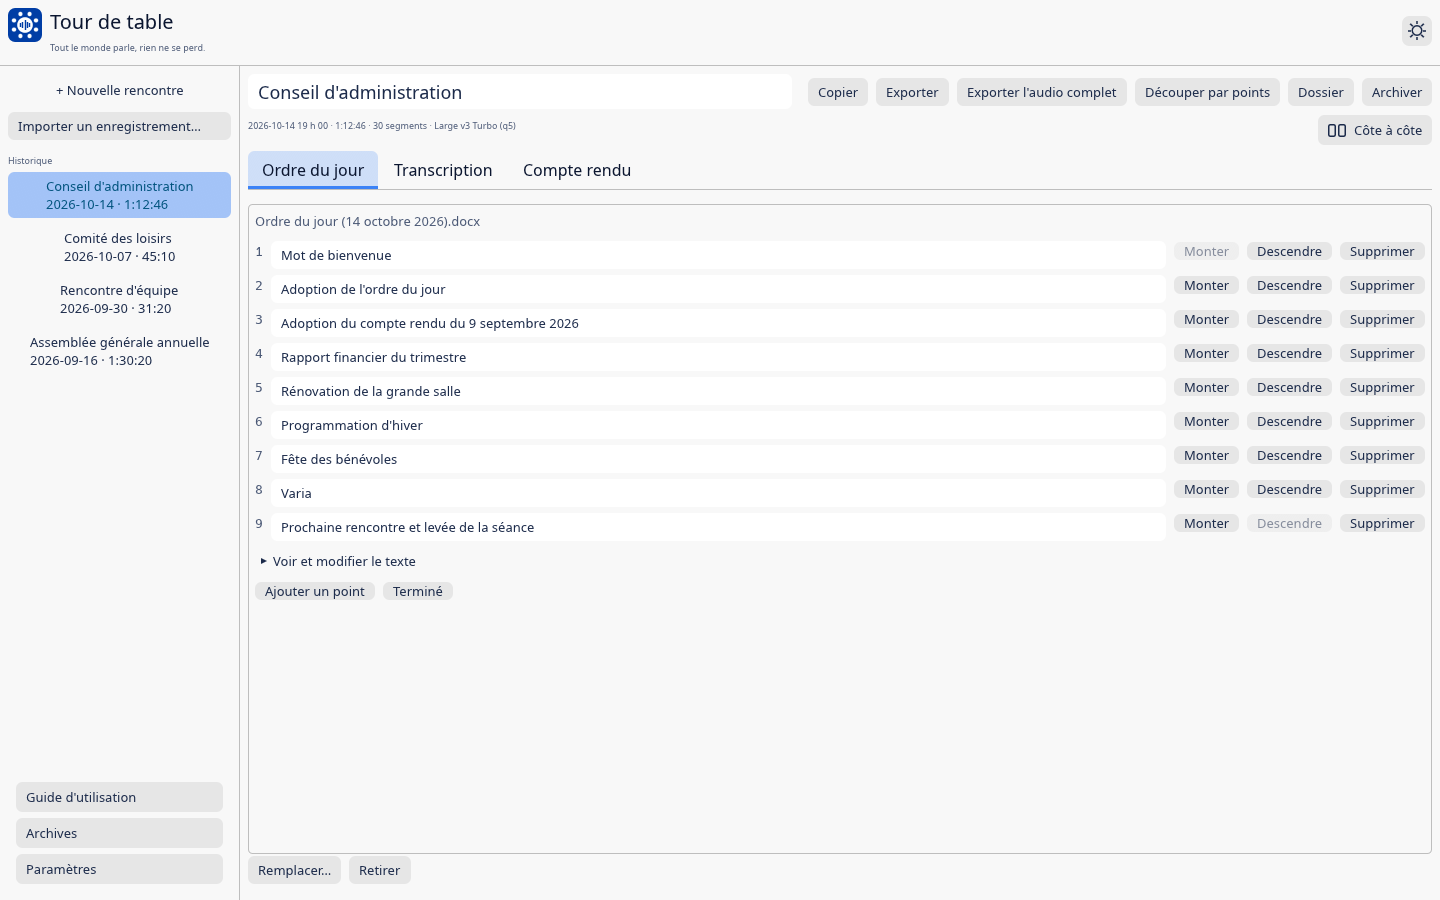 Tour de table
Tout le monde parle, rien ne se perd.
+ Nouvelle rencontre
Importer un enregistrement...
Historique
Conseil d'administration
2026-10-14 · 1:12:46
Comité des loisirs
2026-10-07 · 45:10
Rencontre d'équipe
2026-09-30 · 31:20
Assemblée générale annuelle
2026-09-16 · 1:30:20
Guide d'utilisation
Archives
Paramètres
Conseil d'administration
Copier Exporter Exporter l'audio complet Découper par points Dossier Archiver
2026-10-14 19 h 00 · 1:12:46 · 30 segments · Large v3 Turbo (q5)
Côte à côte
Ordre du jour Transcription Compte rendu
Ordre du jour (14 octobre 2026).docx
1 Mot de bienvenue Monter Descendre Supprimer
2 Adoption de l'ordre du jour Monter Descendre Supprimer
3 Adoption du compte rendu du 9 septembre 2026 Monter Descendre Supprimer
4 Rapport financier du trimestre Monter Descendre Supprimer
5 Rénovation de la grande salle Monter Descendre Supprimer
6 Programmation d'hiver Monter Descendre Supprimer
7 Fête des bénévoles Monter Descendre Supprimer
8 Varia Monter Descendre Supprimer
9 Prochaine rencontre et levée de la séance Monter Descendre Supprimer
▸ Voir et modifier le texte
Ajouter un point Terminé
Remplacer... Retirer